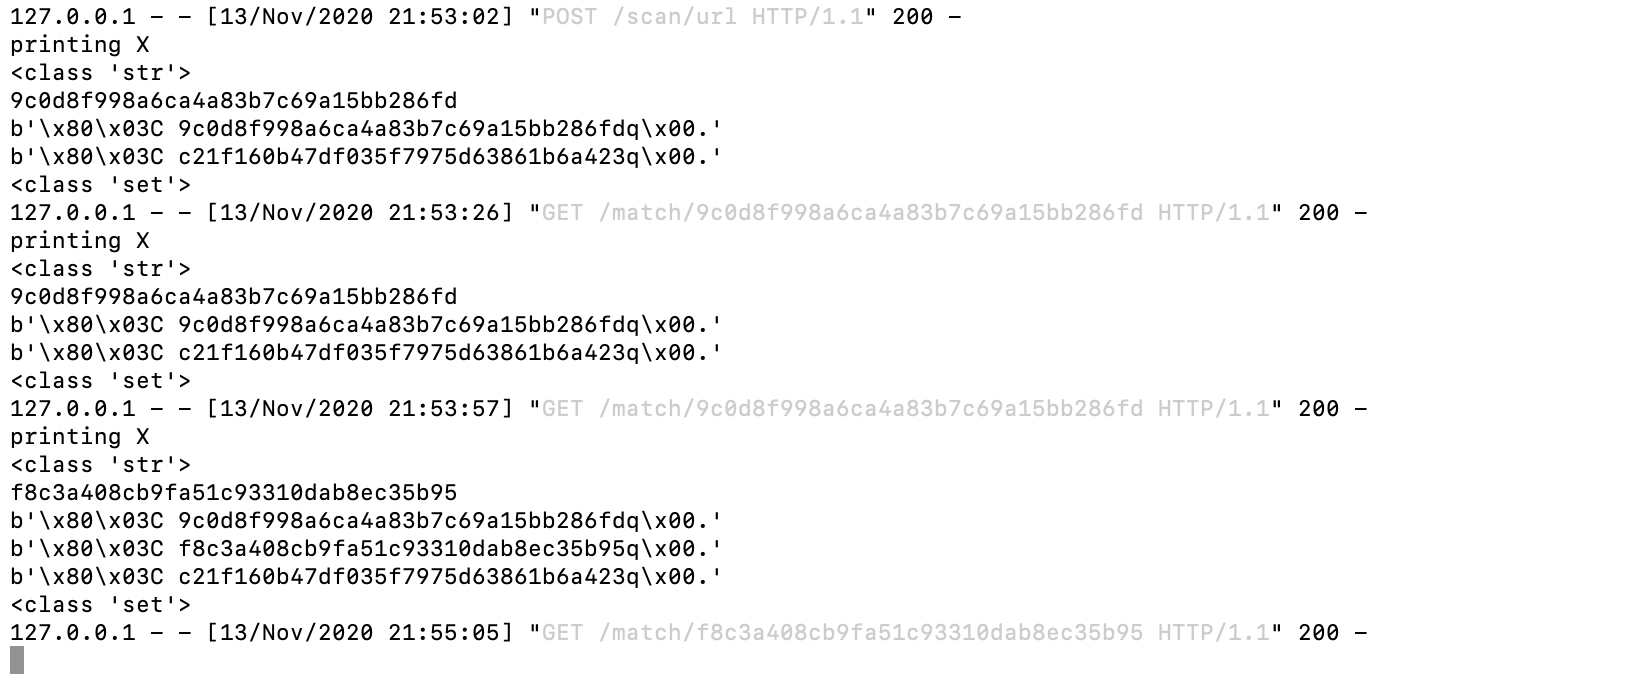 127.0.0.1 - - [13/Nov/2020 21:53:02] "POST /scan/url HTTP/1.1" 200 -
printing X
<class 'str'>
9c0d8f998a6ca4a83b7c69a15bb286fd
b'\x80\x03C 9c0d8f998a6ca4a83b7c69a15bb286fdq\x00.'
b'\x80\x03C c21f160b47df035f7975d63861b6a423q\x00.'
<class 'set'>
127.0.0.1 - - [13/Nov/2020 21:53:26] "GET /match/9c0d8f998a6ca4a83b7c69a15bb286fd HTTP/1.1" 200 -
printing X
<class 'str'>
9c0d8f998a6ca4a83b7c69a15bb286fd
b'\x80\x03C 9c0d8f998a6ca4a83b7c69a15bb286fdq\x00.'
b'\x80\x03C c21f160b47df035f7975d63861b6a423q\x00.'
<class 'set'>
127.0.0.1 - - [13/Nov/2020 21:53:57] "GET /match/9c0d8f998a6ca4a83b7c69a15bb286fd HTTP/1.1" 200 -
printing X
<class 'str'>
f8c3a408cb9fa51c93310dab8ec35b95
b'\x80\x03C 9c0d8f998a6ca4a83b7c69a15bb286fdq\x00.'
b'\x80\x03C f8c3a408cb9fa51c93310dab8ec35b95q\x00.'
b'\x80\x03C c21f160b47df035f7975d63861b6a423q\x00.'
<class 'set'>
127.0.0.1 - - [13/Nov/2020 21:55:05] "GET /match/f8c3a408cb9fa51c93310dab8ec35b95 HTTP/1.1" 200 -